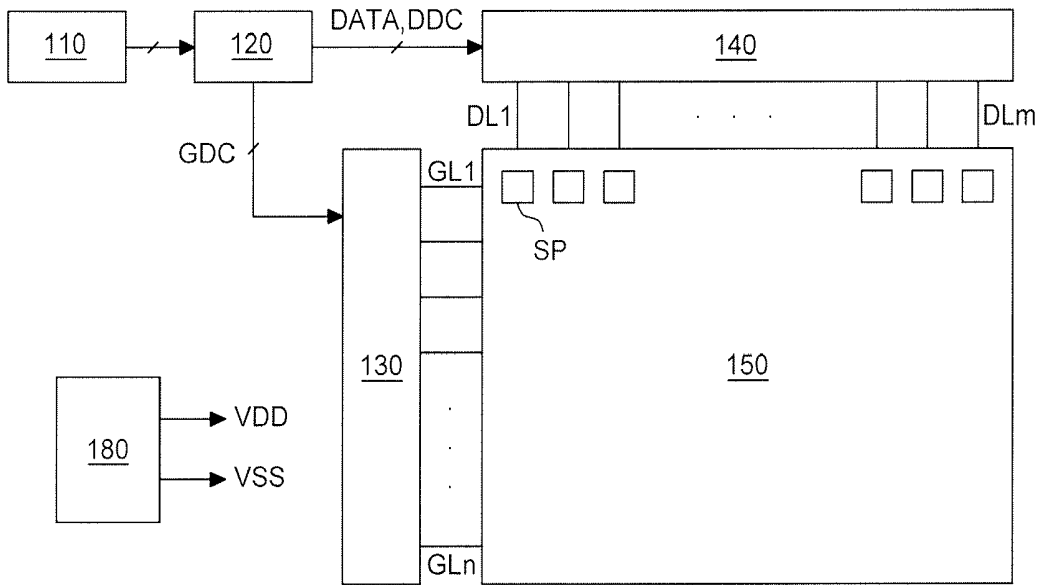 110
120
DATA,DDC
140
DL1
DLm
GDC
GL1
SP
130
150
180
VDD
VSS
GLn